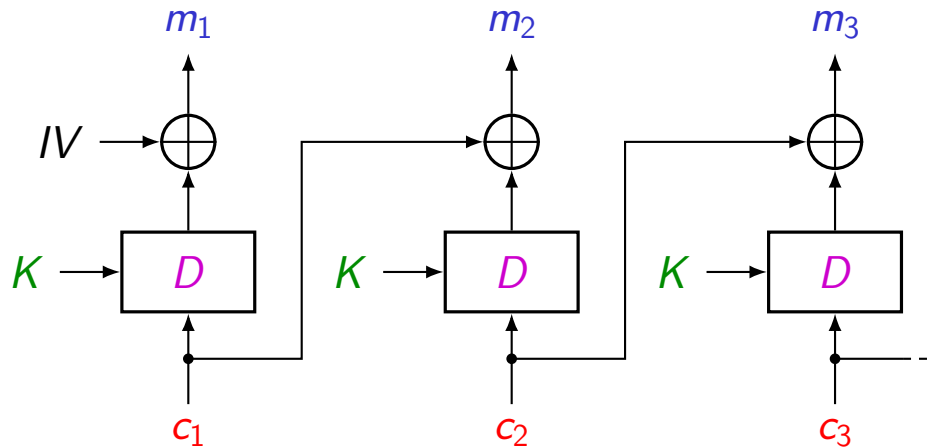 m₁ m₂ m₃
IV
K D K D K D
c₁ c₂ c₃